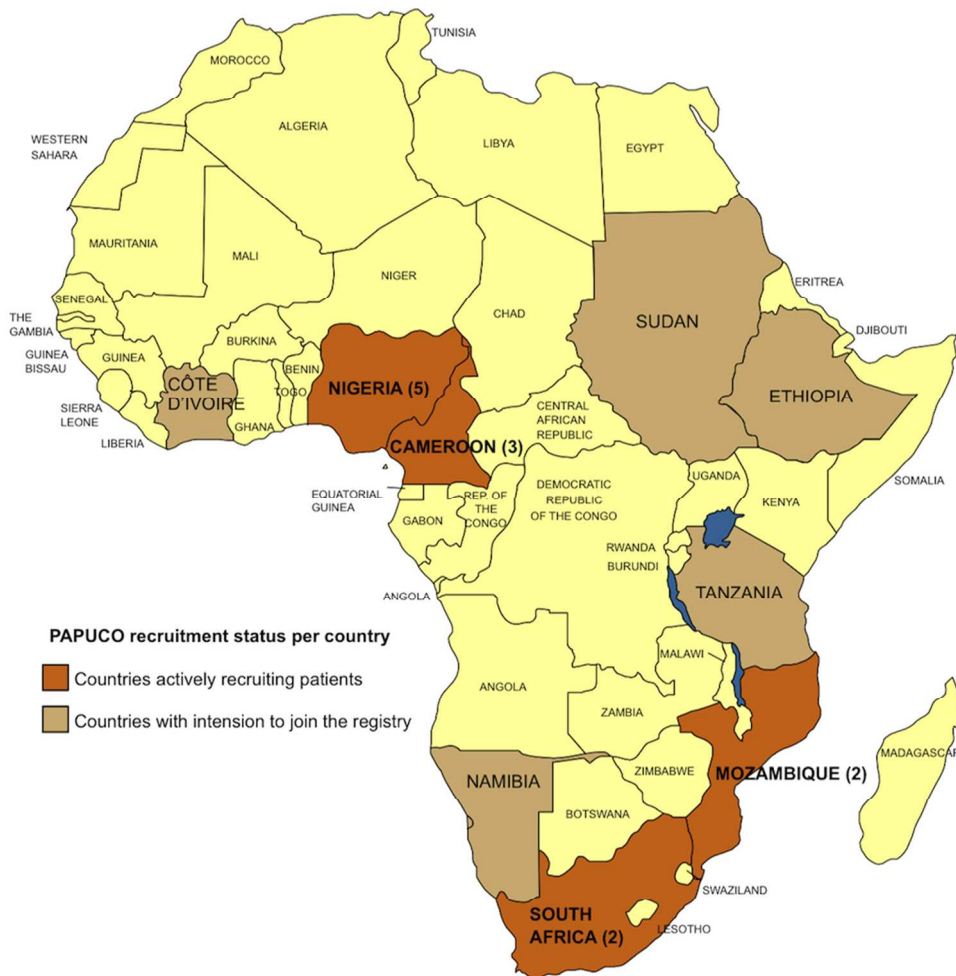 TUNISIA
MOROCCO
ALGERIA
LIBYA
EGYPT
WESTERN
SAHARA
MAURITANIA
MALI
NIGER
CHAD
SUDAN
ERITREA
SENEGAL
THE
GAMBIA
DJIBOUTI
BURKINA
GUINEA
BISSAU
GUINEA
BENIN
NIGERIA (5)
CÔTE
D'IVOIRE
TOGO
ETHIOPIA
SIERRA
LEONE
GHANA
CENTRAL
AFRICAN
REPUBLIC
LIBERIA
CAMEROON (3)
SOMALIA
UGANDA
EQUATORIAL
GUINEA
REP. OF
THE
CONGO
DEMOCRATIC
REPUBLIC
OF THE CONGO
KENYA
GABON
RWANDA
BURUNDI
TANZANIA
ANGOLA
PAPUCO recruitment status per country
Countries actively recruiting patients
Countries with intension to join the registry
MALAWI
ANGOLA
ZAMBIA
MADAGASCAR
NAMIBIA
ZIMBABWE
MOZAMBIQUE (2)
BOTSWANA
SWAZILAND
SOUTH
AFRICA (2)
LESOTHO